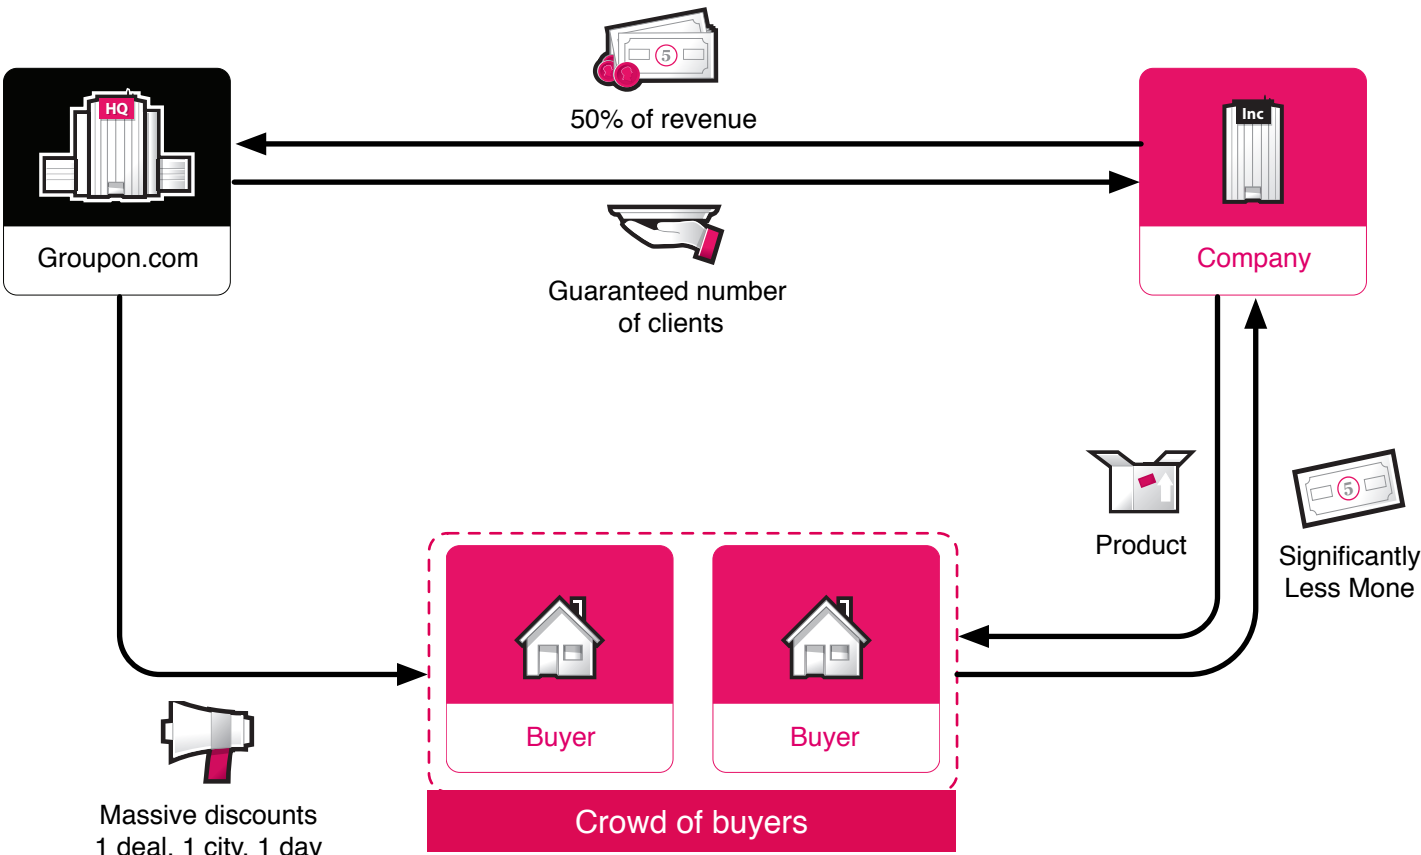 5
50% of revenue
HQ
Inc
Groupon.com
Company
Guaranteed number
of clients
Product
5
Significantly
Less Mone
Buyer
Buyer
Massive discounts
1 deal, 1 city, 1 day
Crowd of buyers